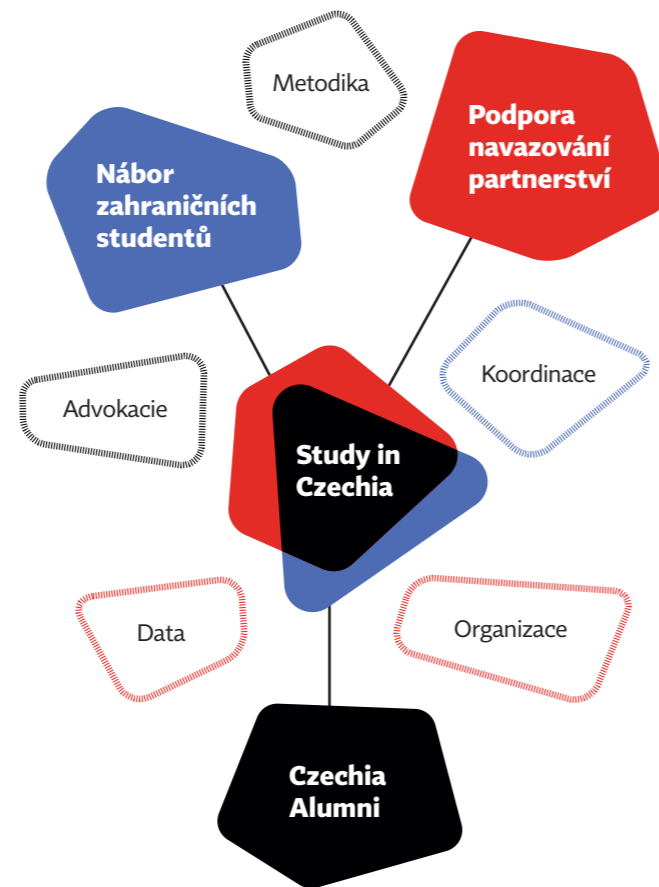 Metodika
Podpora
navazování
partnerství
Nábor
zahraničních
studentů
Koordinace
Advokacie
Study in
Czechia
Data
Organizace
Czechia
Alumni